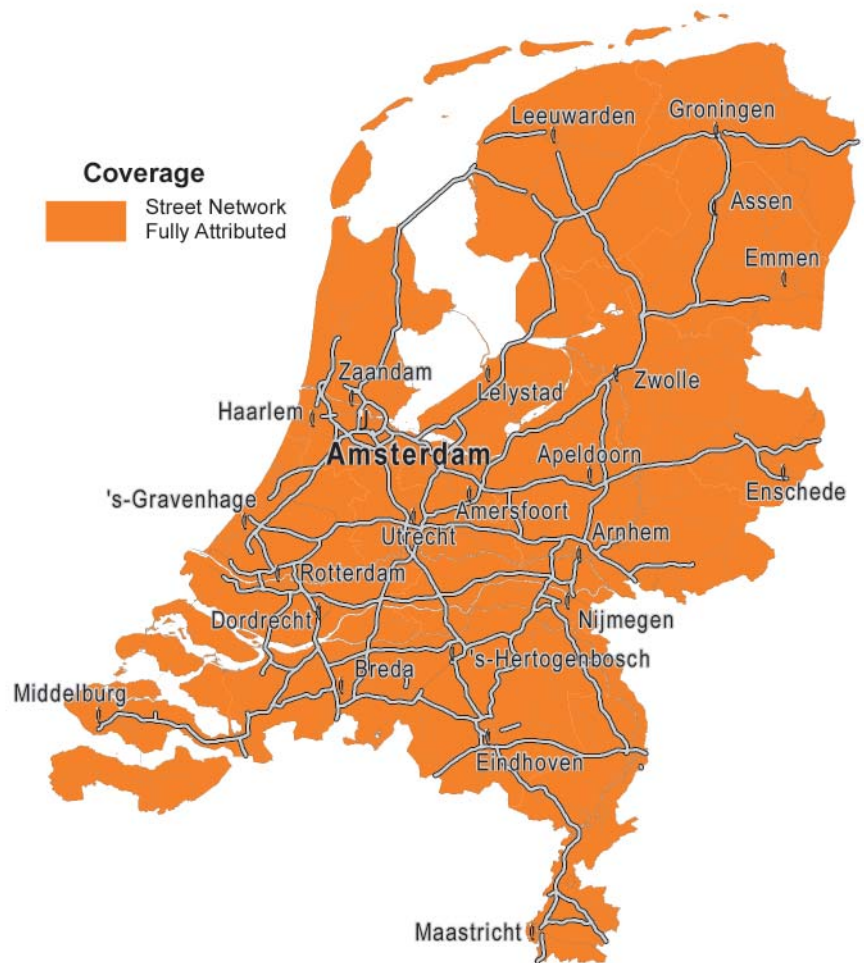 Leeuwarden
Groningen
Coverage
Street Network
Fully Attributed
Assen
Emmen
Zaandam
Lelystad
Zwolle
Haarlem
Amsterdam
Apeldoorn
Enschede
's-Gravenhage
Amersfoort
Utrecht
Arnhem
Rotterdam
Dordrecht
Nijmegen
's-Hertogenbosch
Breda
Middelburg
Eindhoven
Maastricht